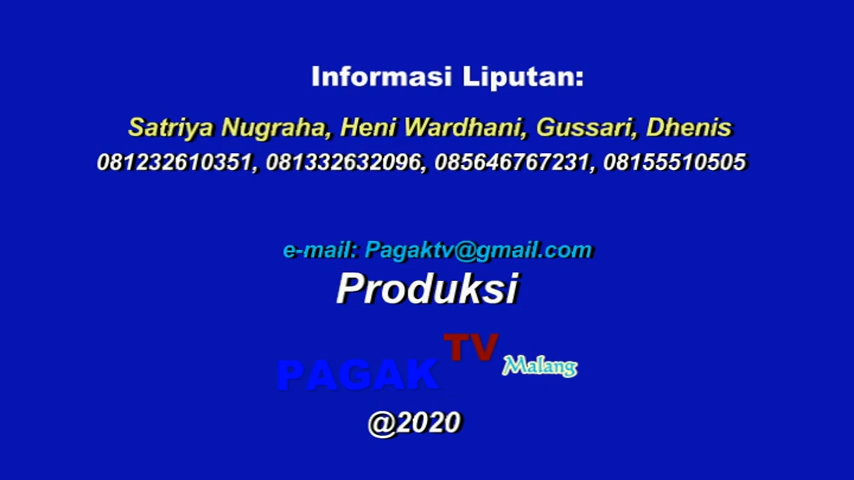 Informasi Liputan:
Satriya Nugraha, Heni Wardhani, Gussari, Dhenis
081232610351, 081332632096, 085646767231, 08155510505
e-mail: Pagaktv@gmail.com
Produksi
PAGAK TV Malang
@2020